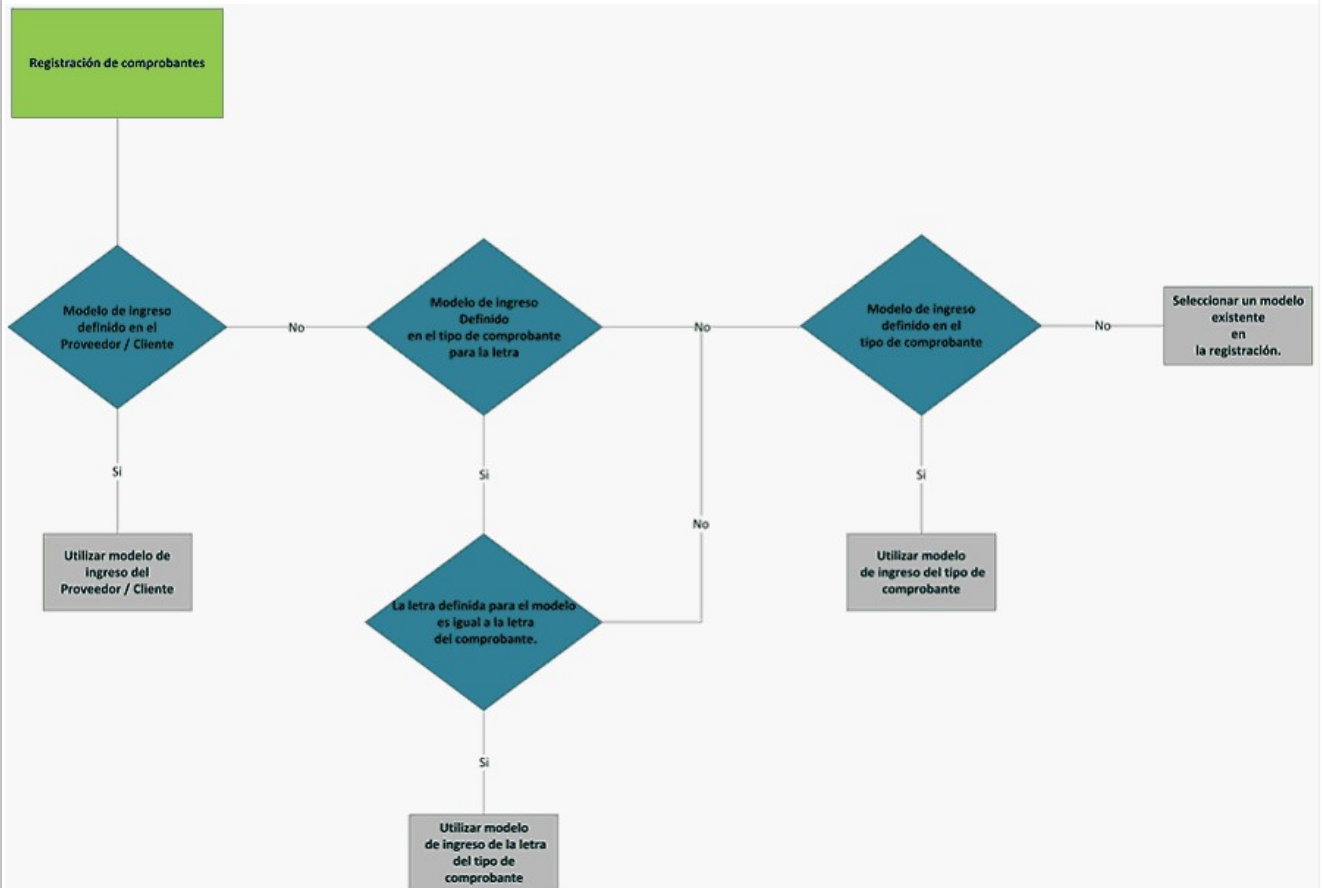 Registración de comprobantes
Modelo de ingreso
definido en el
Proveedor / Cliente
No
Modelo de ingreso
Definido
en el tipo de comprobante
para la letra
No
Modelo de ingreso
definido en el
tipo de comprobante
No
Seleccionar un modelo
existente
en
la registración.
Si
Si
Si
No
Utilizar modelo de
ingreso del
Proveedor / Cliente
La letra definida para el modelo
es igual a la letra
del comprobante.
Utilizar modelo
de ingreso del tipo de
comprobante
Si
Utilizar modelo
de ingreso de la letra
del tipo de
comprobante